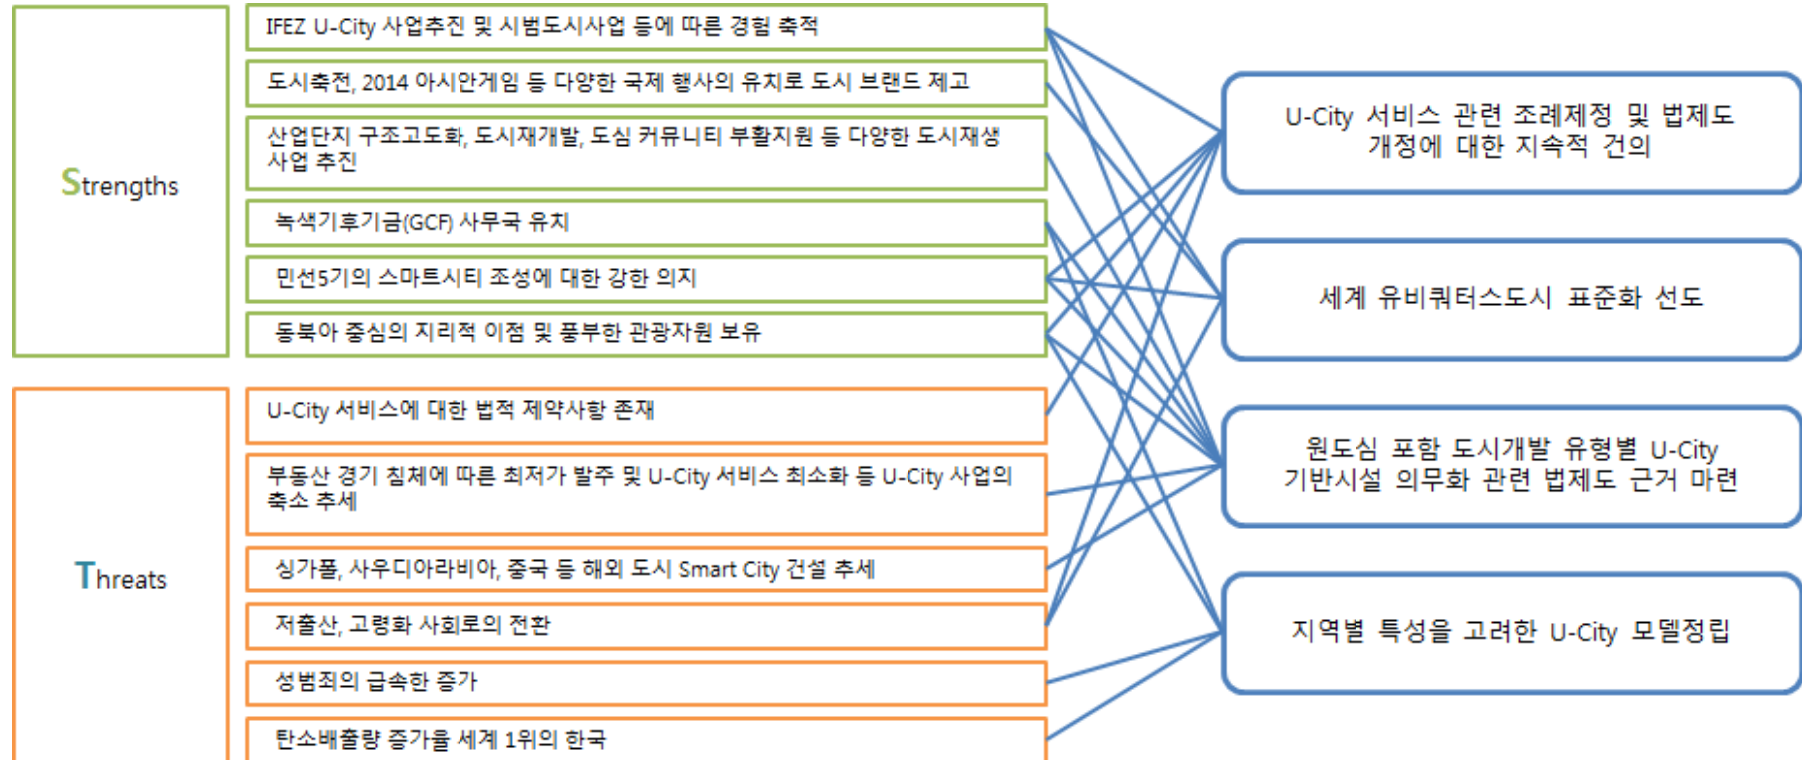 Strengths
IFEZ U-City 사업추진 및 시범도시사업 등에 따른 경험 축적
도시축전, 2014 아시안게임 등 다양한 국제 행사의 유치로 도시 브랜드 제고
산업단지 구조고도화, 도시재개발, 도심 커뮤니티 부활지원 등 다양한 도시재생
사업 추진
녹색기후기금(GCF) 사무국 유치
민선5기의 스마트시티 조성에 대한 강한 의지
동북아 중심의 지리적 이점 및 풍부한 관광자원 보유
Threats
U-City 서비스에 대한 법적 제약사항 존재
부동산 경기 침체에 따른 최저가 발주 및 U-City 서비스 최소화 등 U-City 사업의
축소 추세
싱가폴, 사우디아라비아, 중국 등 해외 도시 Smart City 건설 추세
저출산, 고령화 사회로의 전환
성범죄의 급속한 증가
탄소배출량 증가율 세계 1위의 한국
U-City 서비스 관련 조례제정 및 법제도
개정에 대한 지속적 건의
세계 유비쿼터스도시 표준화 선도
원도심 포함 도시개발 유형별 U-City
기반시설 의무화 관련 법제도 근거 마련
지역별 특성을 고려한 U-City 모델정립